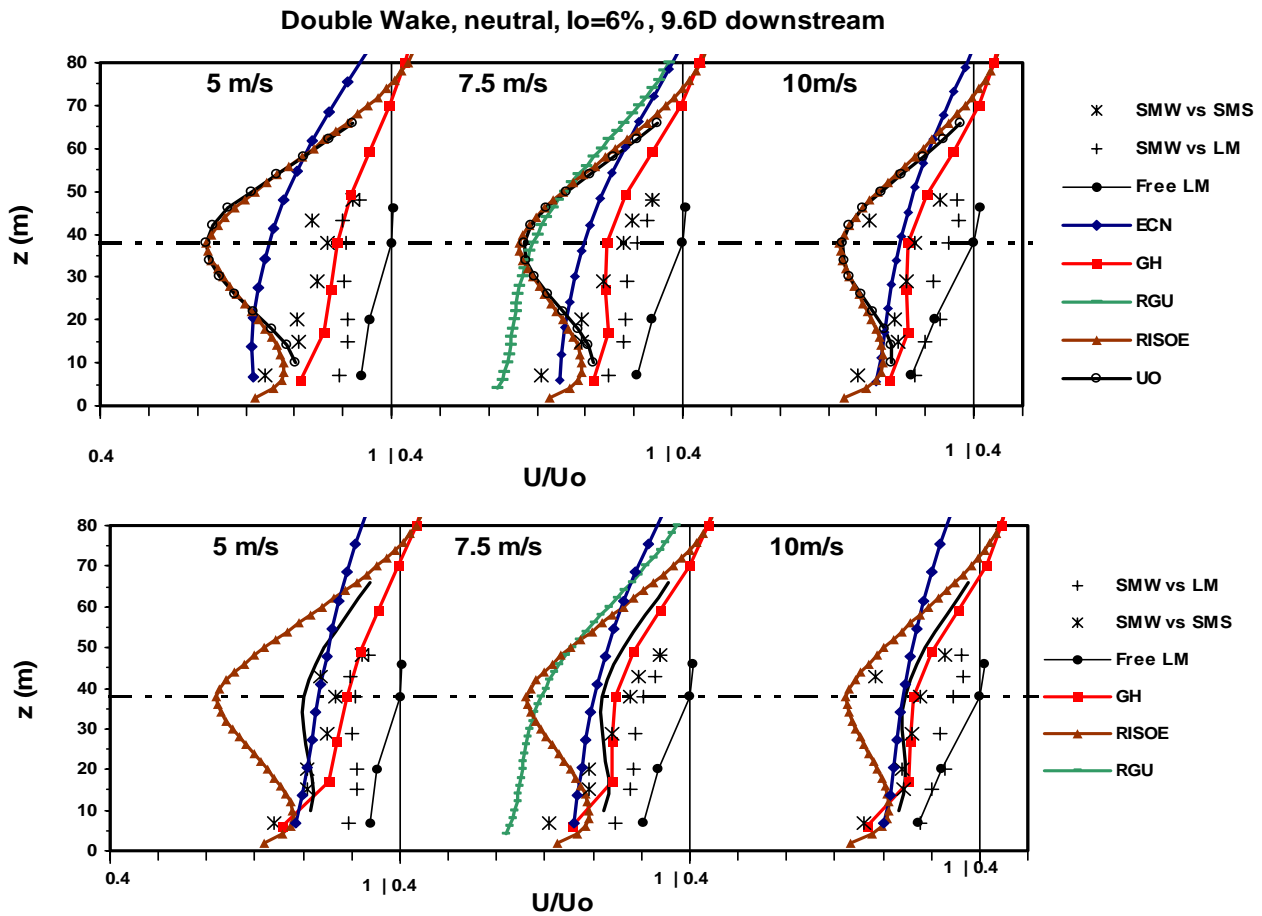 Double Wake, neutral, Io=6%, 9.6D downstream
5 m/s
7.5 m/s
10m/s
z (m)
80
70
60
50
40
30
20
10
0
0.4
1 | 0.4
1 | 0.4
1 | 0.4
U/Uo
SMW vs SMS
SMW vs LM
Free LM
ECN
GH
RGU
RISOE
UO
5 m/s
7.5 m/s
10m/s
z (m)
80
70
60
50
40
30
20
10
0
0.4
1 | 0.4
1 | 0.4
1 | 0.4
U/Uo
SMW vs LM
SMW vs SMS
Free LM
GH
RISOE
RGU